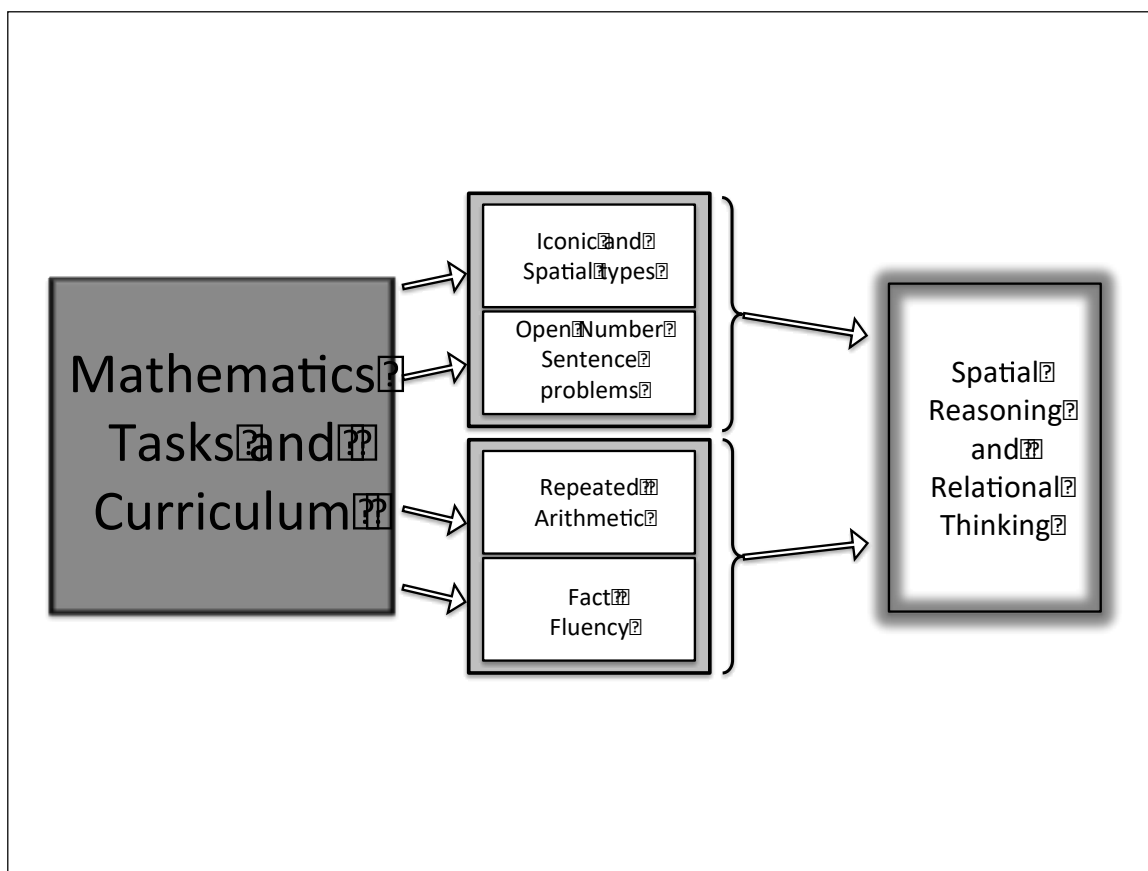 Mathematics
Tasks and
Curriculum
Iconic and
Spatial types
Open Number
Sentence
problems
Repeated
Arithmetic
Fact
Fluency
Spatial
Reasoning
and
Relational
Thinking